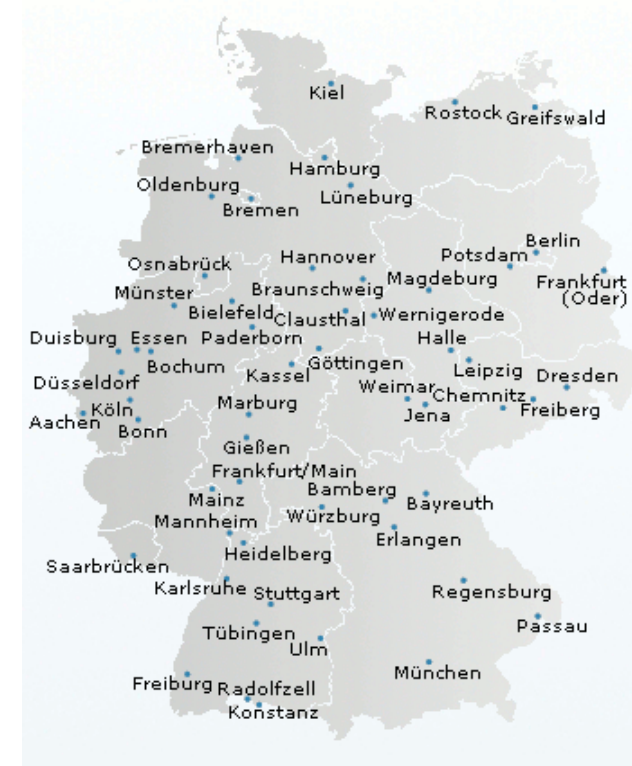 Kiel
Rostock
Greifswald
Bremerhaven
Hamburg
Oldenburg
Lüneburg
Bremen
Berlin
Hannover
Potsdam
Osnabrück
Magdeburg
Frankfurt
(Oder)
Münster
Braunschweig
Bielefeld
Clausthal
Wernigerode
Duisburg
Essen
Paderborn
Halle
Bochum
Göttingen
Leipzig
Kassel
Düsseldorf
Weimar
Dresden
Chemnitz
Köln
Marburg
Jena
Freiberg
Aachen
Bonn
Gießen
Frankfurt/Main
Mainz
Bamberg
Bayreuth
Würzburg
Mannheim
Erlangen
Heidelberg
Saarbrücken
Karlsruhe
Stuttgart
Regensburg
Passau
Tübingen
Ulm
München
Freiburg
Radolfzell
Konstanz